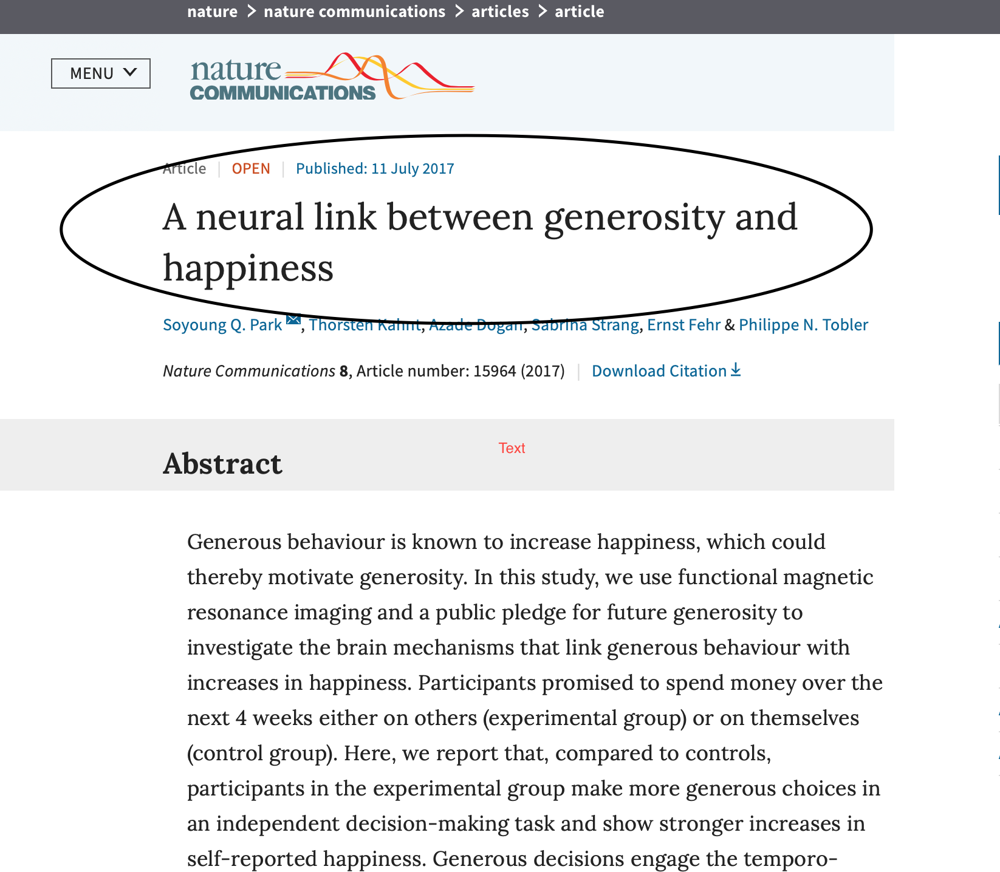 nature > nature communications > articles > article
MENU
nature
COMMUNICATIONS
Article | OPEN | Published: 11 July 2017
A neural link between generosity and
happiness
Soyoung Q. Park , Thorsten Kahnt, Azade Dogan, Sabrina Strang, Ernst Fehr & Philippe N. Tobler
Nature Communications 8, Article number: 15964 (2017) | Download Citation
Text
Abstract
Generous behaviour is known to increase happiness, which could
thereby motivate generosity. In this study, we use functional magnetic
resonance imaging and a public pledge for future generosity to
investigate the brain mechanisms that link generous behaviour with
increases in happiness. Participants promised to spend money over the
next 4 weeks either on others (experimental group) or on themselves
(control group). Here, we report that, compared to controls,
participants in the experimental group make more generous choices in
an independent decision-making task and show stronger increases in
self-reported happiness. Generous decisions engage the temporo-